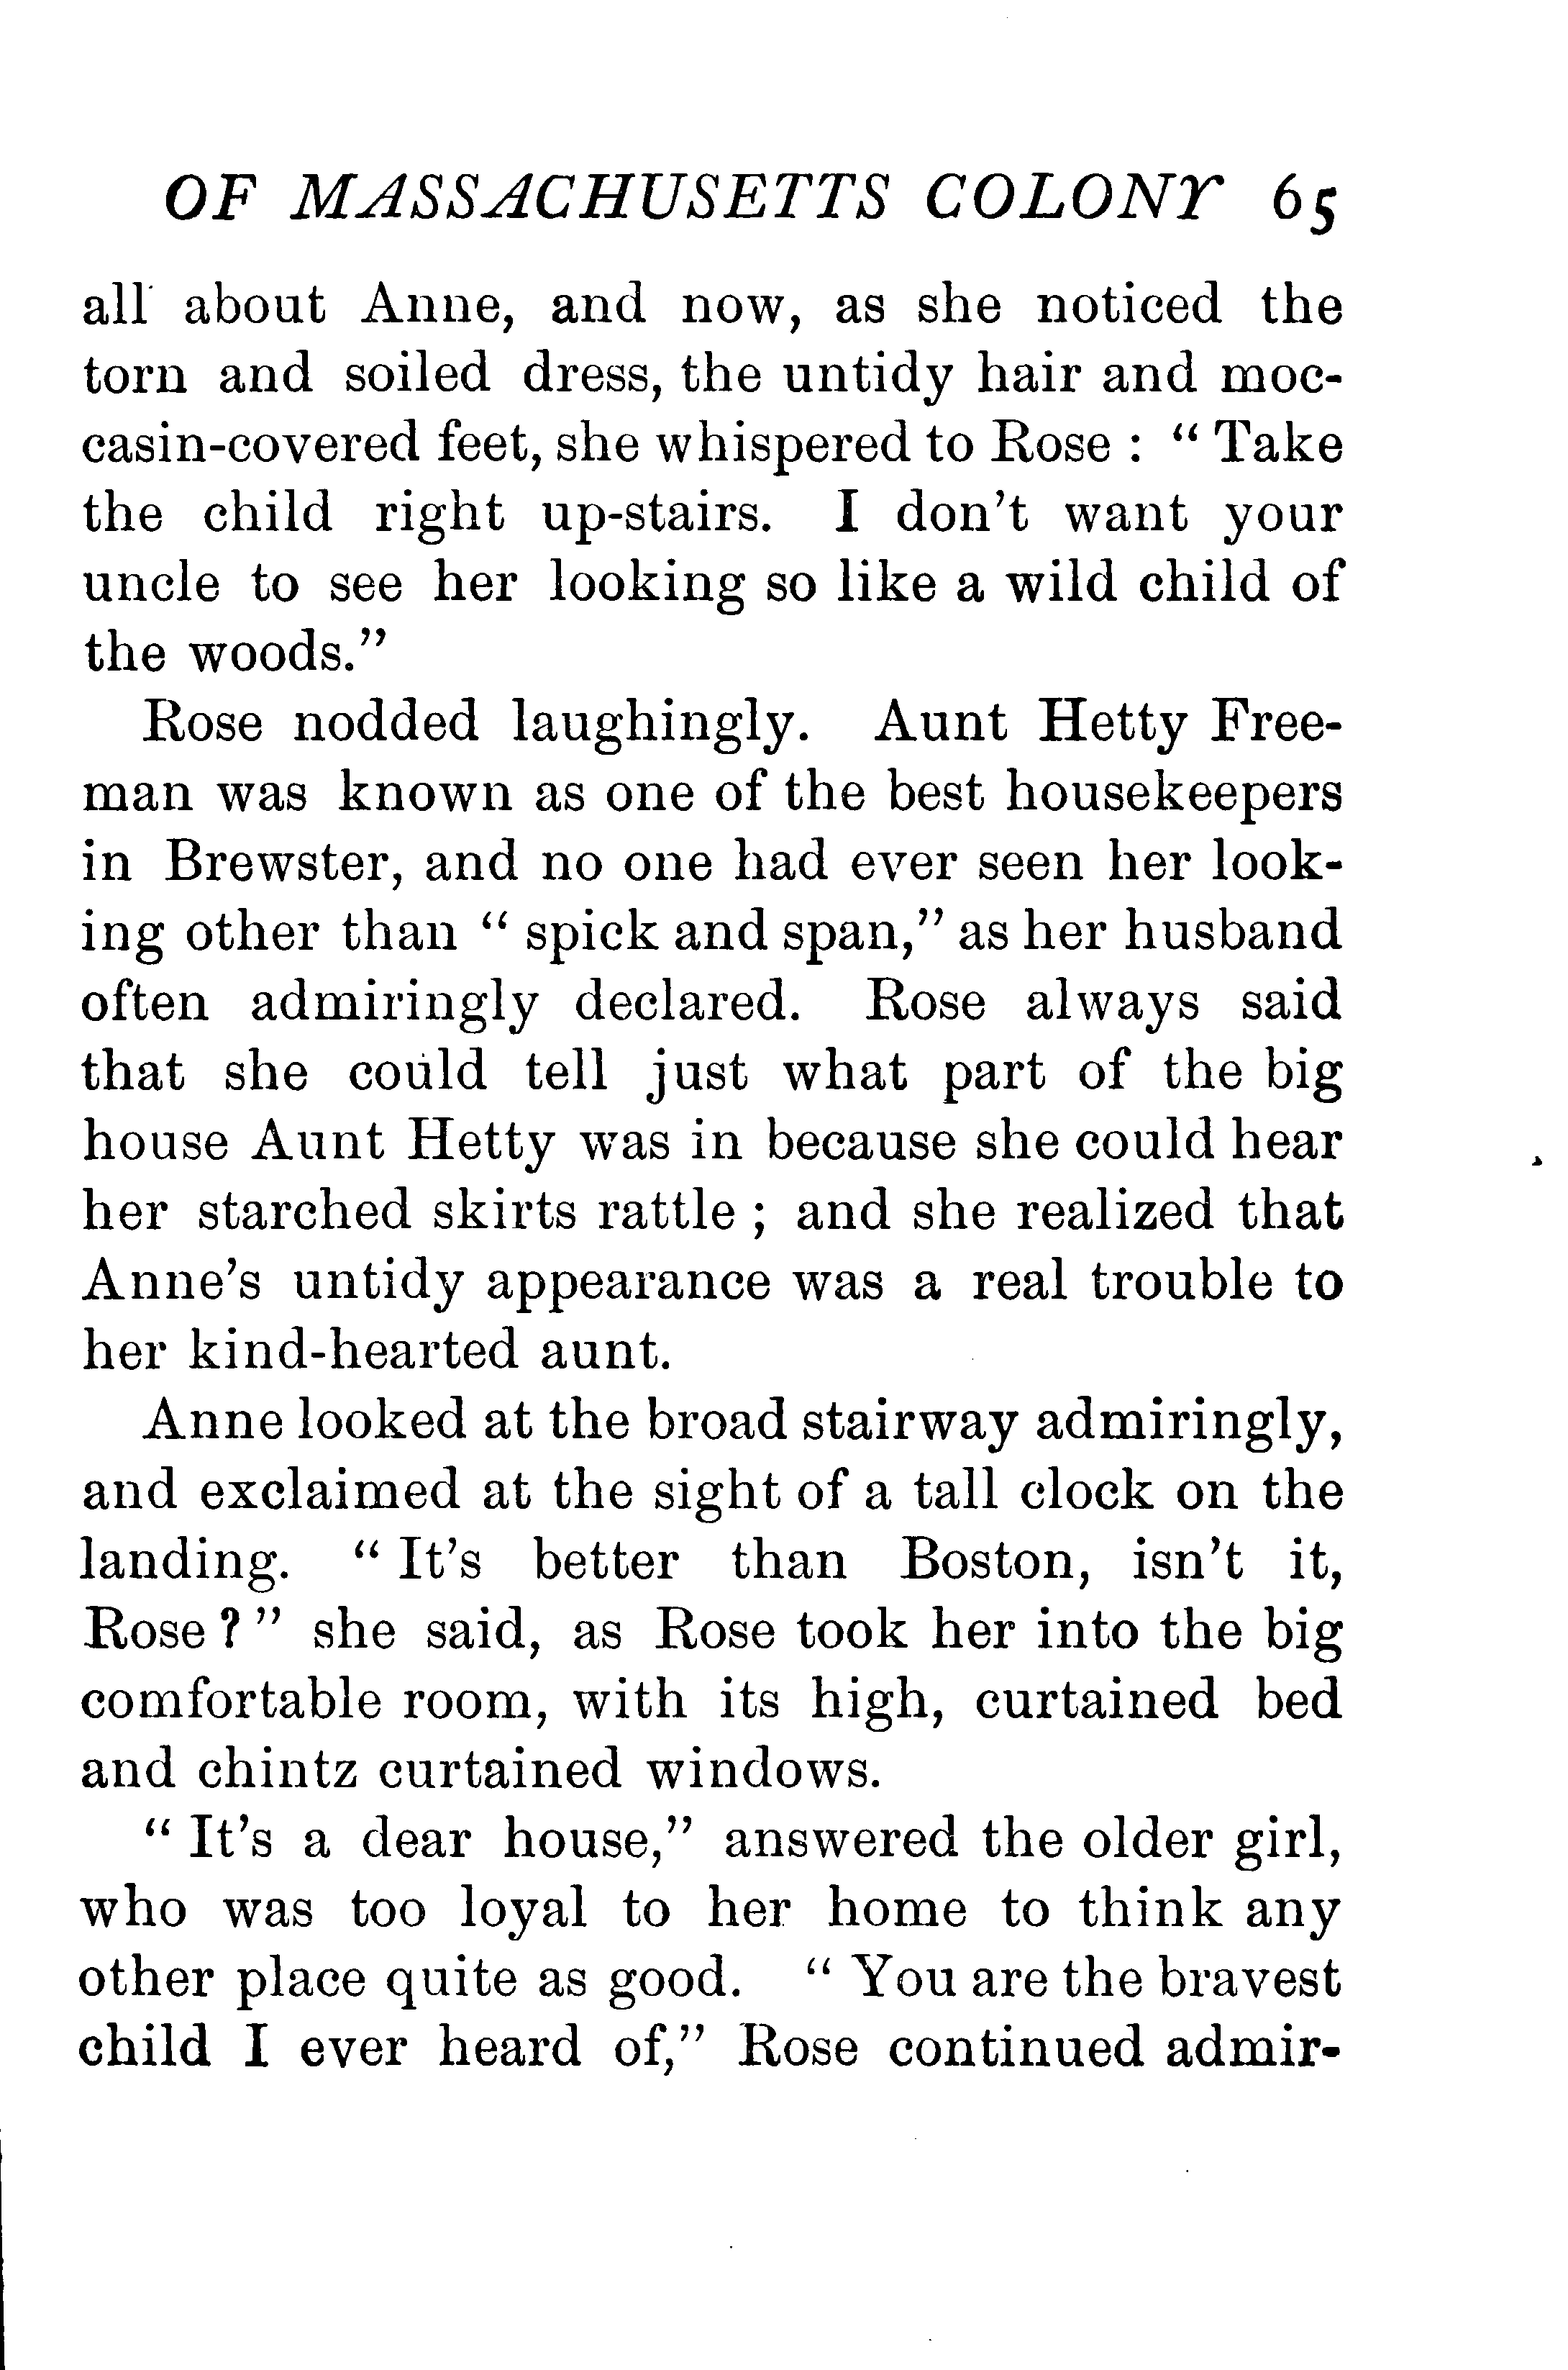 OF MASSACHUSETTS COLONY 65
all about Anne, and now, as she noticed the
torn and soiled dress, the untidy hair and moc-
casin-covered feet, she whispered to Rose : " Take
the child right up-stairs. I don't want your
uncle to see her looking so like a wild child of
the woods."
Rose nodded laughingly. Aunt Hetty Free-
man was known as one of the best housekeepers
in Brewster, and no one had ever seen her look-
ing other than " spick and span," as her husband
often admiringly declared. Rose always said
that she could tell just what part of the big
house Aunt Hetty was in because she could hear
her starched skirts rattle ; and she realized that
Anne's untidy appearance was a real trouble to
her kind-hearted aunt.
Anne looked at the broad stairway admiringly,
and exclaimed at the sight of a tall clock on the
landing. " It's better than Boston, isn't it,
Rose ? " she said, as Rose took her into the big
comfortable room, with its high, curtained bed
and chintz curtained windows.
" It's a dear house," answered the older girl,
who was too loyal to her home to think any
other place quite as good. " You are the bravest
child I ever heard of," Rose continued admir-